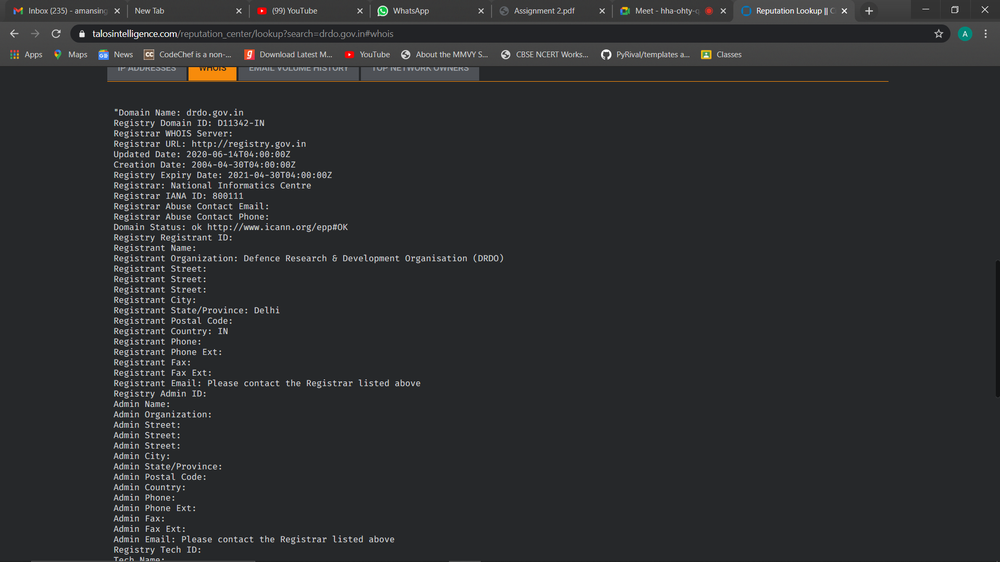 Inbox (235) - amansing
New Tab
(99) YouTube
WhatsApp
Assignment 2.pdf
Meet - hha-ohty-q
Reputation Lookup || C
talosintelligence.com/reputation_center/lookup?search=drdo.gov.in#whois
A
Apps
Maps
GE News
CC CodeChef is a non-...
g Download Latest M...
YouTube
About the MMVY S...
CBSE NCERT Works...
PyRival/templates a...
Classes
IP ADDRESSES
WHOIS
EMAIL VOLUME HISTORY
TOP NETWORK OWNERS
"Domain Name: drdo.gov.in
Registry Domain ID: D11342-IN
Registrar WHOIS Server:
Registrar URL: http://registry.gov.in
Updated Date: 2020-06-14T04:00:00Z
Creation Date: 2004-04-30T04:00:00Z
Registry Expiry Date: 2021-04-30T04:00:00Z
Registrar: National Informatics Centre
Registrar IANA ID: 800111
Registrar Abuse Contact Email:
Registrar Abuse Contact Phone:
Domain Status: ok http://www.icann.org/epp#OK
Registry Registrant ID:
Registrant Name:
Registrant Organization: Defence Research & Development Organisation (DRDO)
Registrant Street:
Registrant Street:
Registrant Street:
Registrant City:
Registrant State/Province: Delhi
Registrant Postal Code:
Registrant Country: IN
Registrant Phone:
Registrant Phone Ext:
Registrant Fax:
Registrant Fax Ext:
Registrant Email: Please contact the Registrar listed above
Registry Admin ID:
Admin Name:
Admin Organization:
Admin Street:
Admin Street:
Admin Street:
Admin City:
Admin State/Province:
Admin Postal Code:
Admin Country:
Admin Phone:
Admin Phone Ext:
Admin Fax:
Admin Fax Ext:
Admin Email: Please contact the Registrar listed above
Registry Tech ID:
Tech Name: